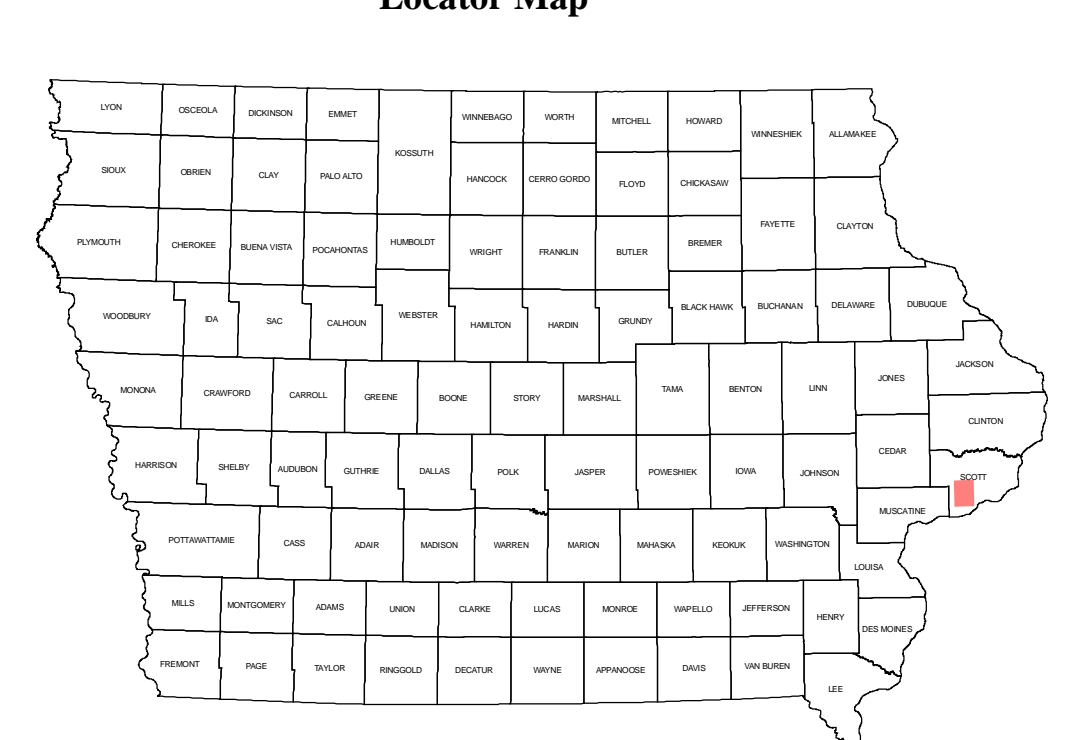 Locator Map
LYON
OSCEOLA
DICKINSON
EMMET
KOSSUTH
WINNEBAGO
WORTH
MITCHELL
HOWARD
WINNESHIEK
ALLAMAKEE
SIOUX
OBRIEN
CLAY
PALO ALTO
HANCOCK
CERRO GORDO
FLOYD
CHICKASAW
PLYMOUTH
CHEROKEE
BUENA VISTA
POCAHONTAS
HUMBOLDT
WRIGHT
FRANKLIN
BUTLER
BREMER
FAYETTE
CLAYTON
WOODBURY
IDA
SAC
CALHOUN
WEBSTER
HAMILTON
HARDIN
GRUNDY
BLACK HAWK
BUCHANAN
DELAWARE
DUBUQUE
MONONA
CRAWFORD
CARROLL
GREENE
BOONE
STORY
MARSHALL
TAMA
BENTON
LINN
JONES
JACKSON
CLINTON
HARRISON
SHELBY
AUDUBON
GUTHRIE
DALLAS
POLK
JASPER
POWESHIEK
IOWA
JOHNSON
CEDAR
SCOTT
MUSCATINE
POTTAWATTAMIE
CASS
ADAIR
MADISON
WARREN
MARION
MAHASKA
KEOKUK
WASHINGTON
LOUISA
MILLS
MONTGOMERY
ADAMS
UNION
CLARKE
LUCAS
MONROE
WAPELLO
JEFFERSON
HENRY
DES MOINES
FREMONT
PAGE
TAYLOR
RINGGOLD
DECATUR
WAYNE
APPANOOSE
DAVIS
VAN BUREN
LEE